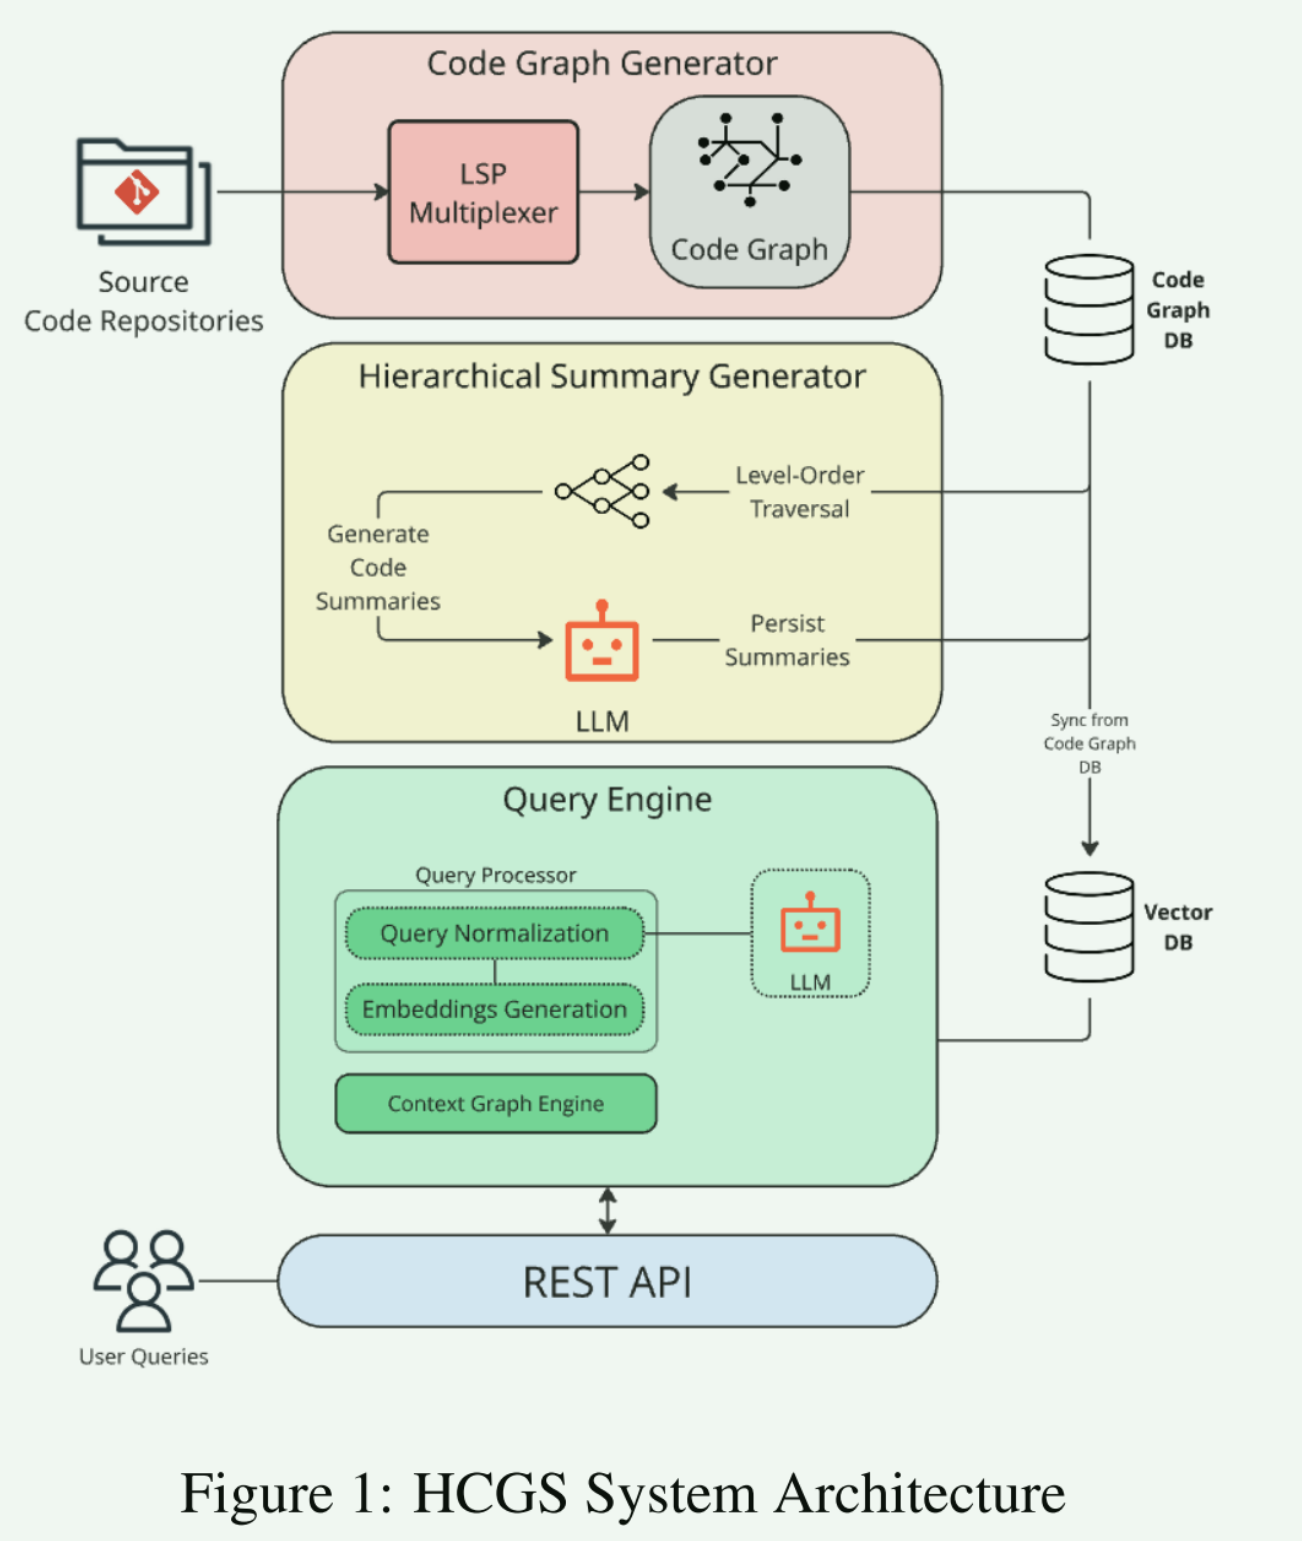 Code Graph Generator
LSP
Multiplexer
Code Graph
Source
Code Repositories
Code
Graph
DB
Hierarchical Summary Generator
Level-Order
Traversal
Generate
Code
Summaries
Persist
Summaries
LLM
Sync from
Code Graph
DB
Query Engine
Query Processor
Query Normalization
Embeddings Generation
LLM
Context Graph Engine
Vector
DB
REST API
User Queries
Figure 1: HCGS System Architecture